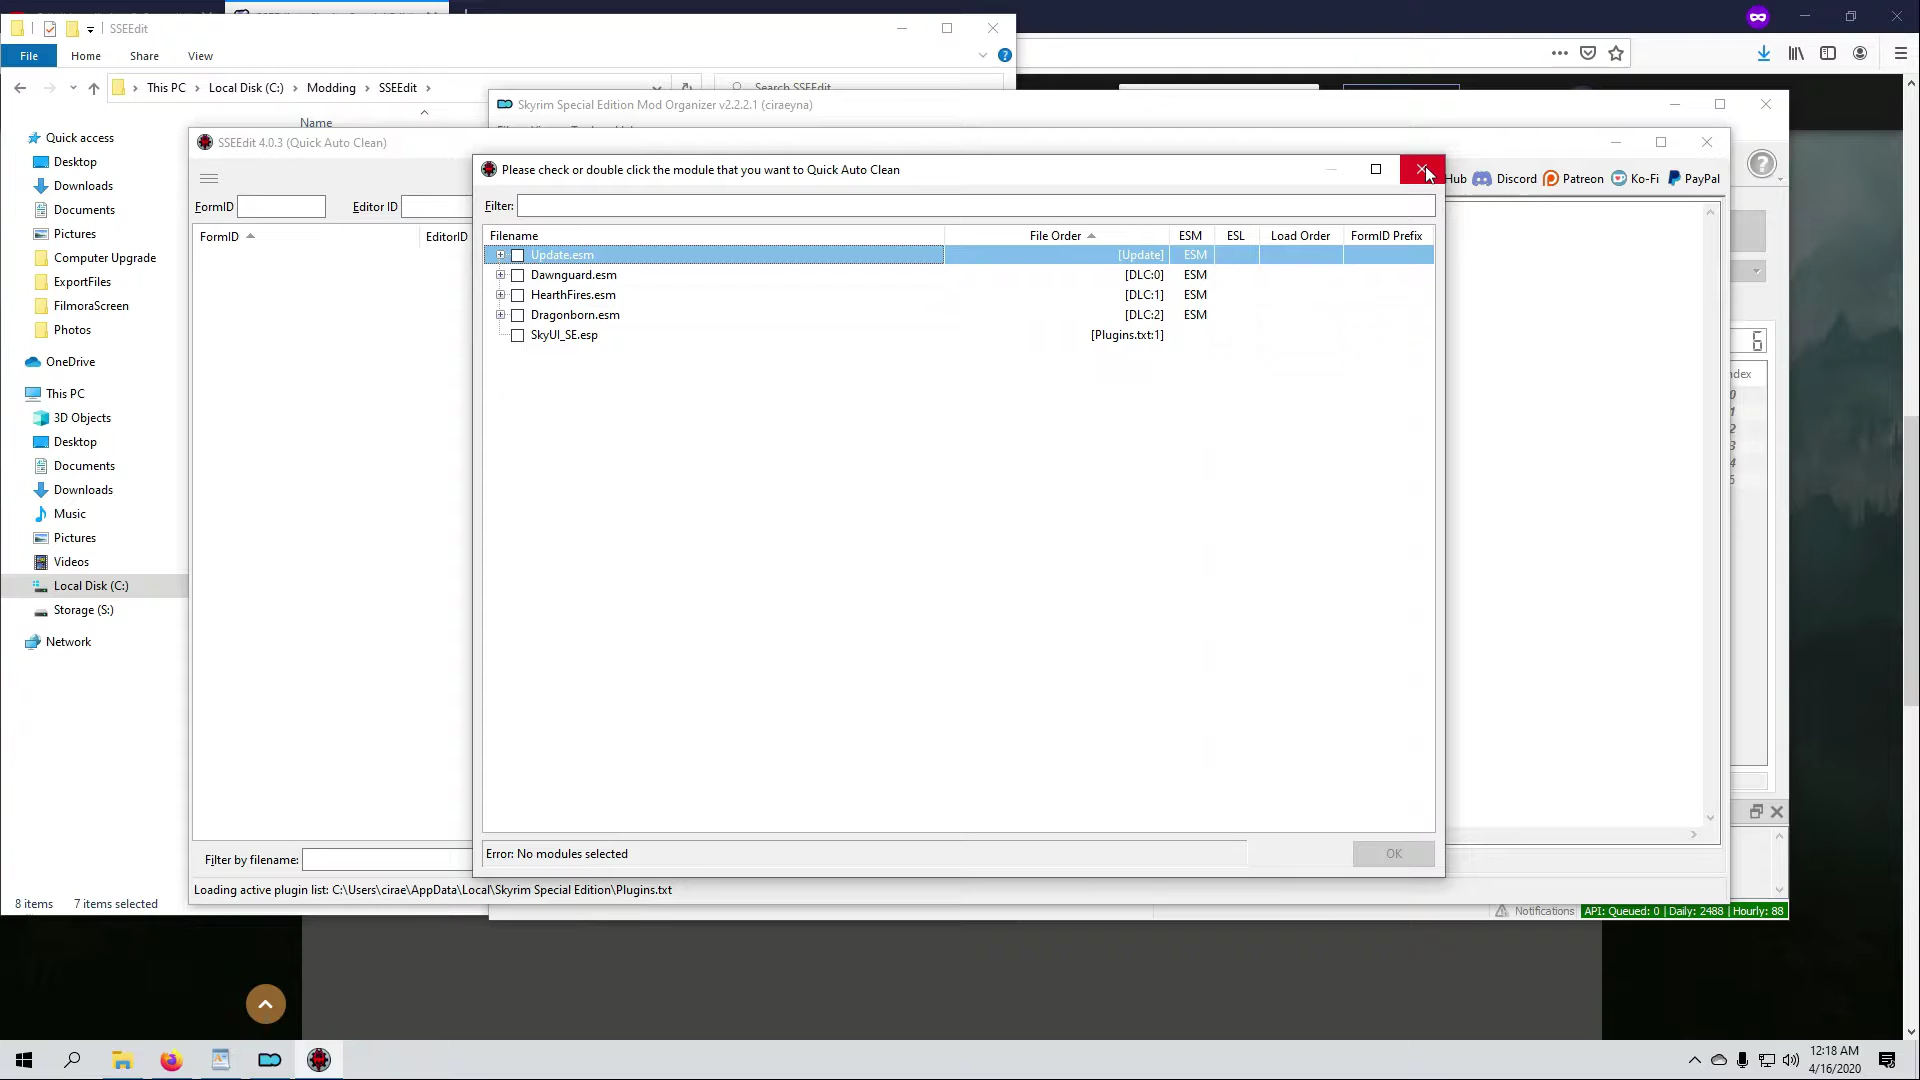 SSEEdit
File Home Share View
This PC > Local Disk (C:) > Modding > SSEEdit >
Search SSEEdit
Name
Skyrim Special Edition Mod Organizer v2.2.2.1 (ciraeyna)
SSEEdit 4.0.3 (Quick Auto Clean)
Hub Discord Patreon Ko-Fi PayPal
FormID Editor ID
FormID EditorID
Please check or double click the module that you want to Quick Auto Clean
Filter:
Filename File Order ESM ESL Load Order FormID Prefix
Update.esm [Update] ESM
Dawnguard.esm [DLC:0] ESM
HearthFires.esm [DLC:1] ESM
Dragonborn.esm [DLC:2] ESM
SkyUI_SE.esp [Plugins.txt:1]
Error: No modules selected
OK
Quick access
Desktop
Downloads
Documents
Pictures
Computer Upgrade
ExportFiles
FilmoraScreen
Photos
OneDrive
This PC
3D Objects
Desktop
Documents
Downloads
Music
Pictures
Videos
Local Disk (C:)
Storage (S:)
Network
6
ndex
0
1
2
3
4
5
Filter by filename:
Loading active plugin list: C:\Users\cirae\AppData\Local\Skyrim Special Edition\Plugins.txt
8 items 7 items selected
Notifications API: Queued: 0 | Daily: 2488 | Hourly: 88
12:18 AM
4/16/2020